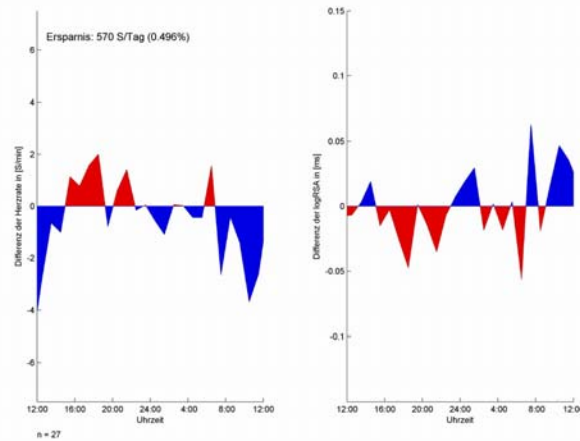 Ersparnis: 570 S/Tag (0.496%)
Differenz der Herzrate in [S/min]
6
4
2
0
-2
-4
-6
12:00 16:00 20:00 24:00 4:00 8:00 12:00
Uhrzeit
n = 27
Differenz der logRSA in [ms]
0.15
0.1
0.05
0
-0.05
-0.1
12:00 16:00 20:00 24:00 4:00 8:00 12:00
Uhrzeit